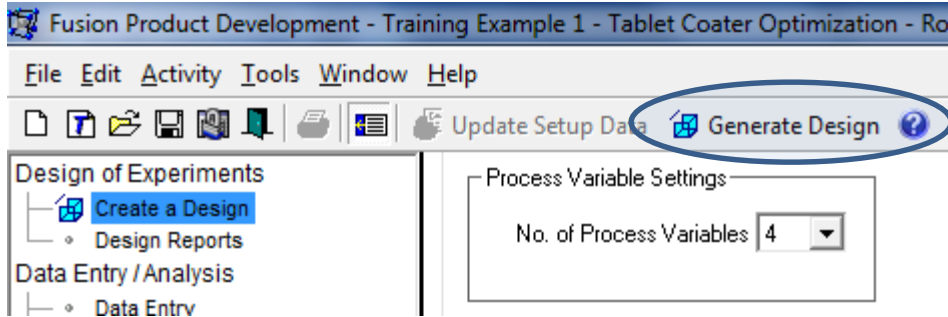 Fusion Product Development - Training Example 1 - Tablet Coater Optimization - Ro
File Edit Activity Tools Window Help
Update Setup Data Generate Design ?
Design of Experiments
Create a Design
Design Reports
Data Entry / Analysis
Data Entry
Process Variable Settings
No. of Process Variables 4